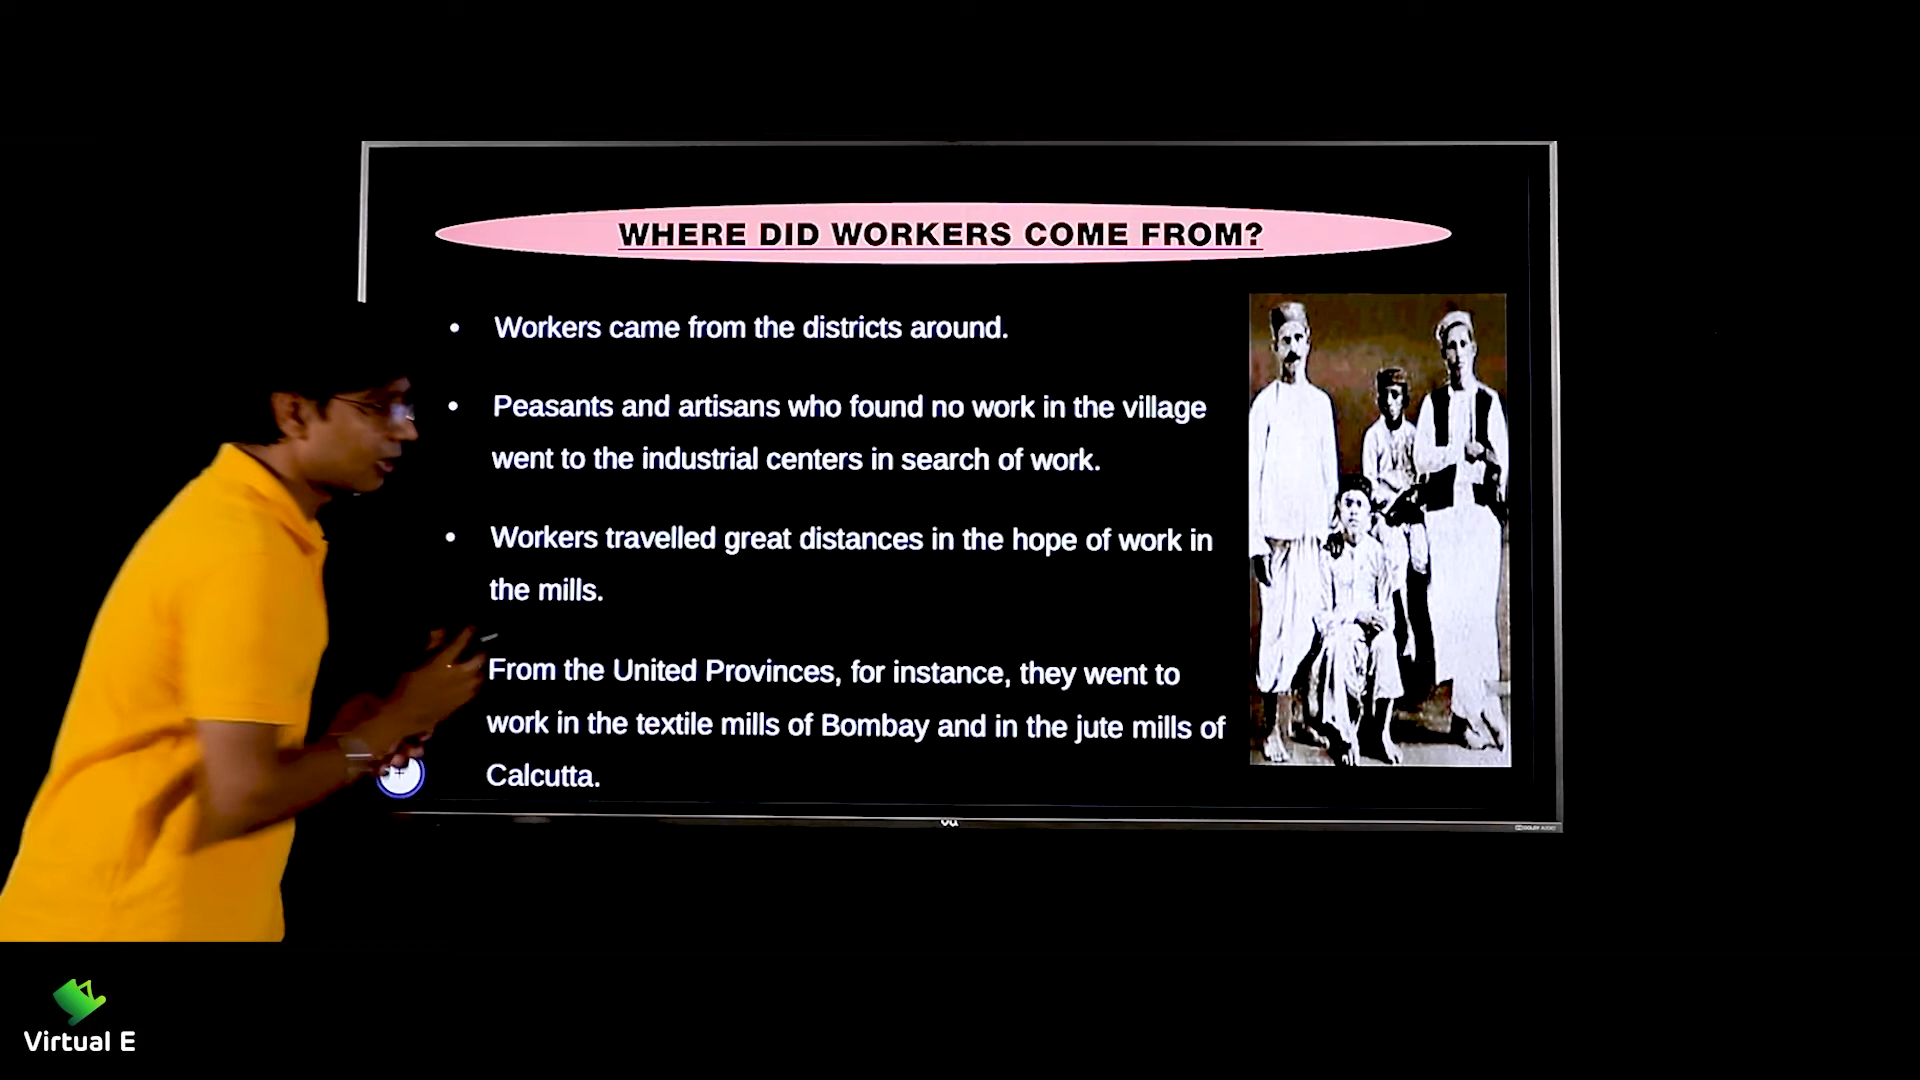 WHERE DID WORKERS COME FROM?
• Workers came from the districts around.
• Peasants and artisans who found no work in the village
went to the industrial centers in search of work.
• Workers travelled great distances in the hope of work in
the mills.
From the United Provinces, for instance, they went to
work in the textile mills of Bombay and in the jute mills of
Calcutta.
DOLBY AUDIO
Virtual E